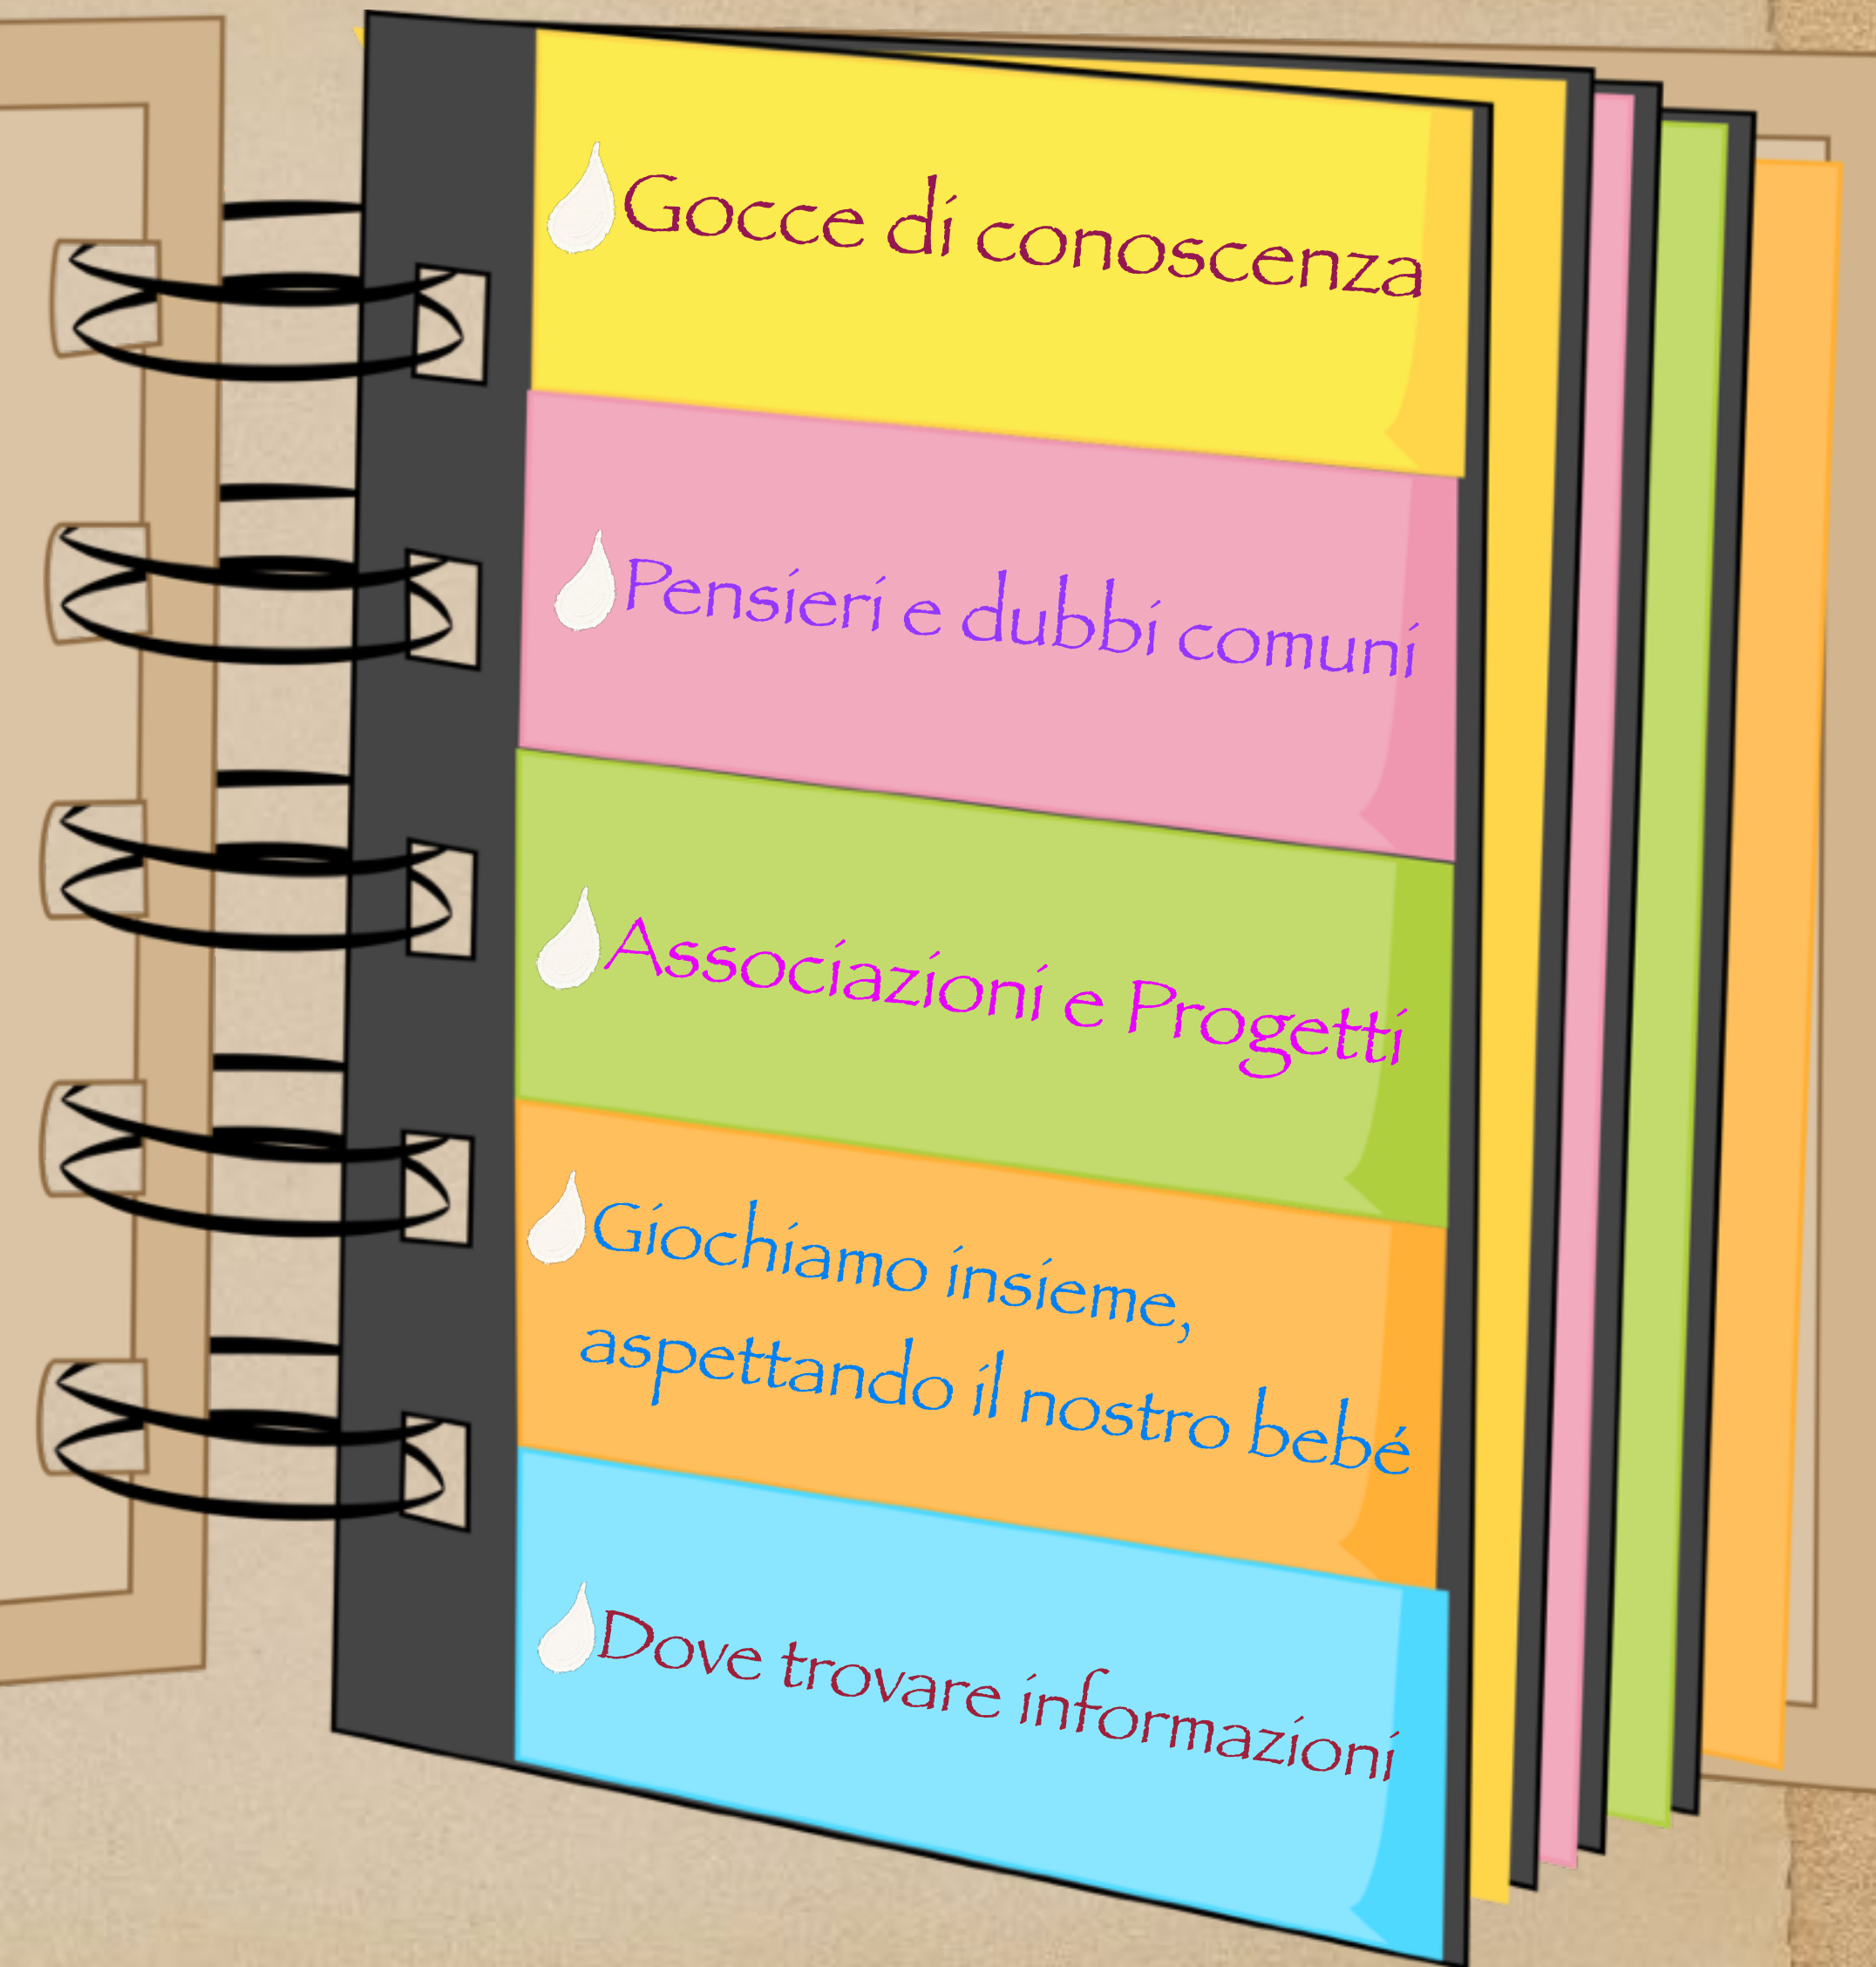 Gocce di conoscenza
Pensieri e dubbi comuni
Associazioni e Progetti
Giochiamo insieme,
aspettando il nostro bebé
Dove trovare informazioni